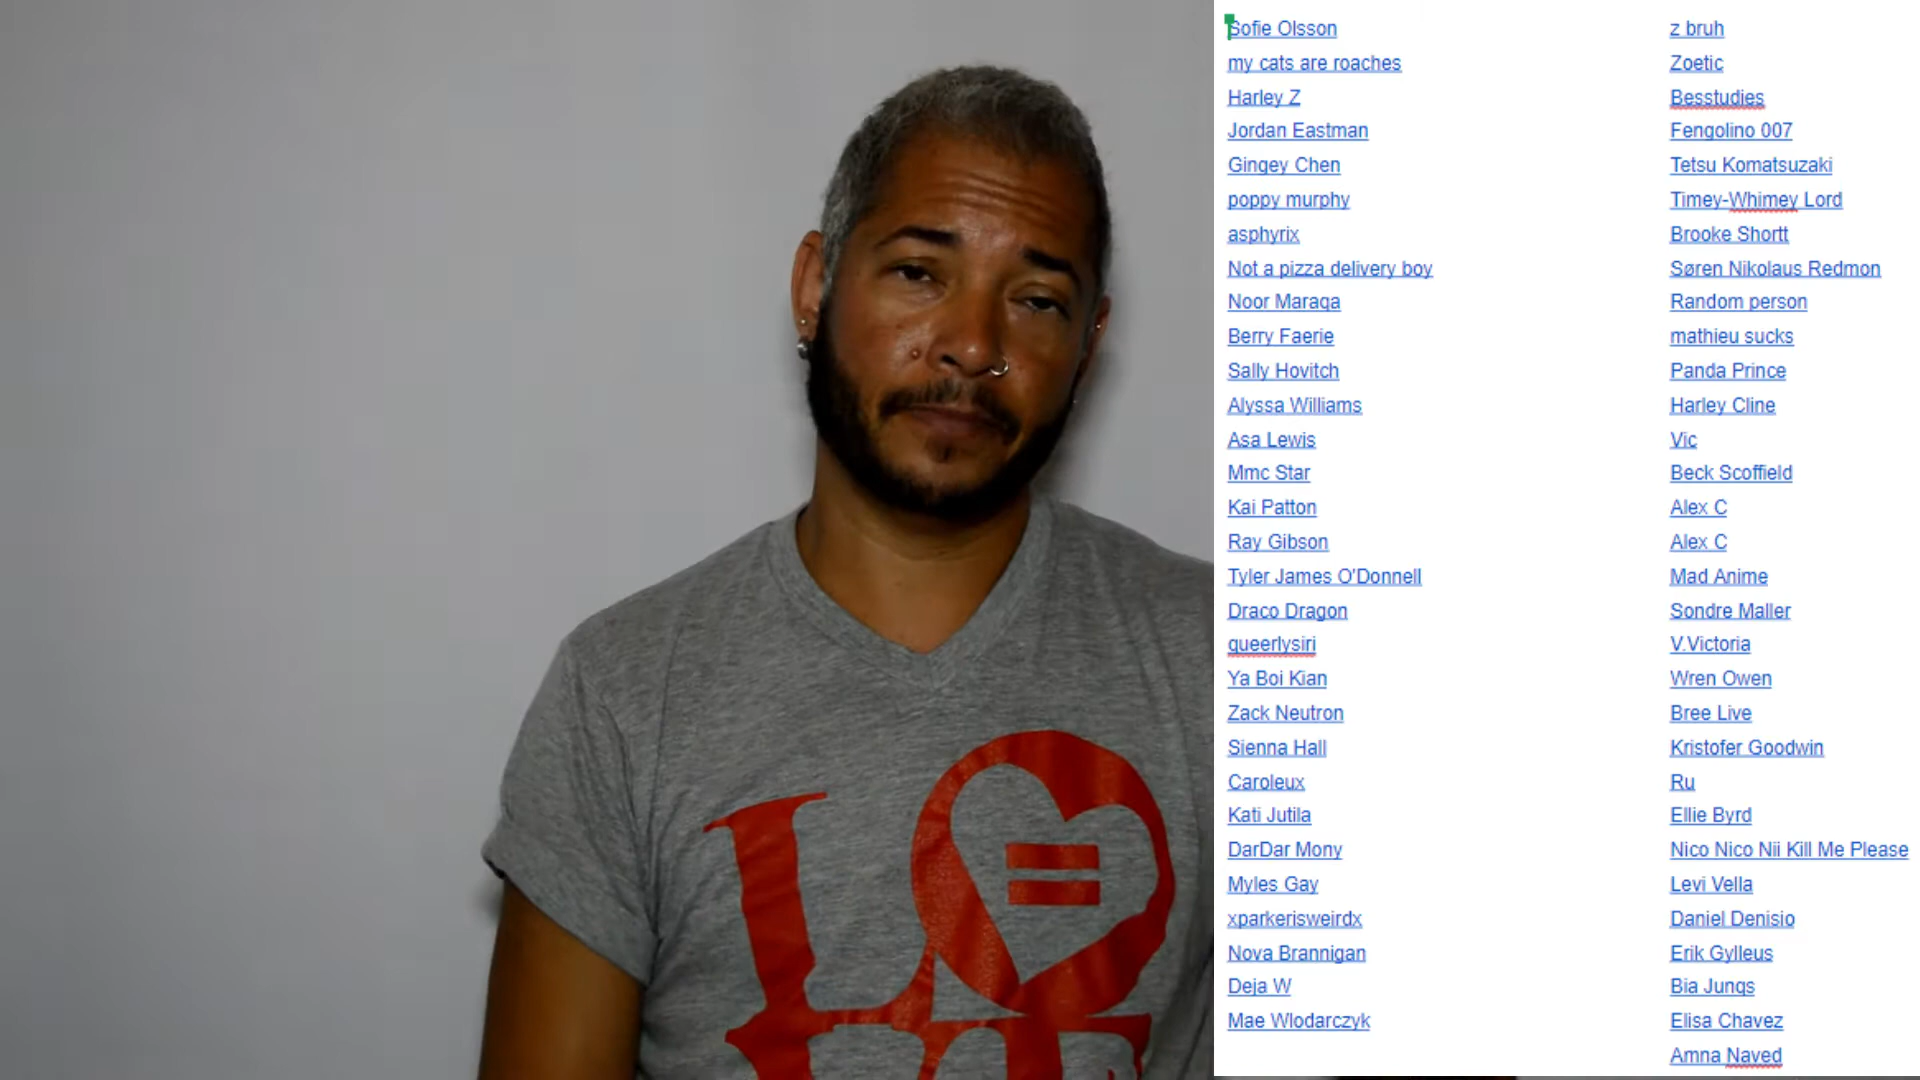 Sofie Olsson
my cats are roaches
Harley Z
Jordan Eastman
Gingey Chen
poppy murphy
asphyrix
Not a pizza delivery boy
Noor Maraqa
Berry Faerie
Sally Hovitch
Alyssa Williams
Asa Lewis
Mmc Star
Kai Patton
Ray Gibson
Tyler James O'Donnell
Draco Dragon
queerlysiri
Ya Boi Kian
Zack Neutron
Sienna Hall
Caroleux
Kati Jutila
DarDar Mony
Myles Gay
xparkerisweirdx
Nova Brannigan
Deja W
Mae Wlodarczyk
z bruh
Zoetic
Besstudies
Fengolino 007
Tetsu Komatsuzaki
Timey-Whimey Lord
Brooke Shortt
Søren Nikolaus Redmon
Random person
mathieu sucks
Panda Prince
Harley Cline
Vic
Beck Scoffield
Alex C
Alex C
Mad Anime
Sondre Maller
V.Victoria
Wren Owen
Bree Live
Kristofer Goodwin
Ru
Ellie Byrd
Nico Nico Nii Kill Me Please
Levi Vella
Daniel Denisio
Erik Gylleus
Bia Jungs
Elisa Chavez
Amna Naved
LO